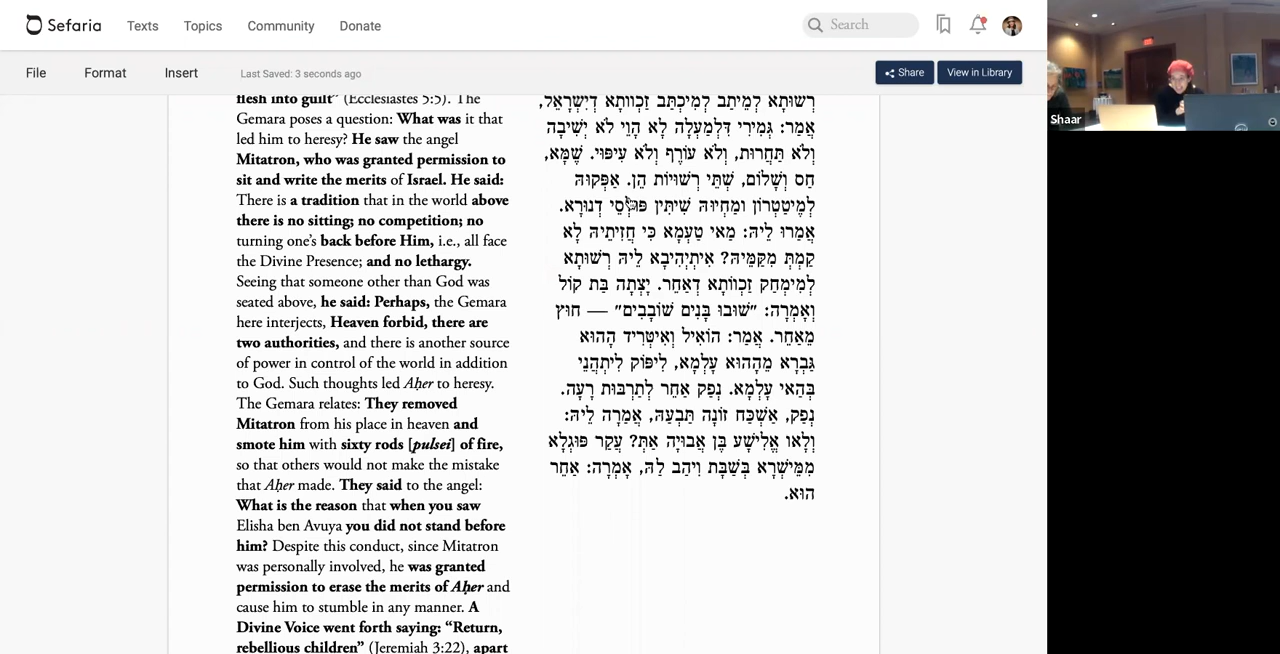 Sefaria
Texts
Topics
Community
Donate
Search
File
Format
Insert
Last Saved: 3 seconds ago
Share
View in Library
Shaar
flesh into guilt” (Ecclesiastes 5:5). The
Gemara poses a question: What was it that
led him to heresy? He saw the angel
Mitatron, who was granted permission to
sit and write the merits of Israel. He said:
There is a tradition that in the world above
there is no sitting; no competition; no
turning one’s back before Him, i.e., all face
the Divine Presence; and no lethargy.
Seeing that someone other than God was
seated above, he said: Perhaps, the Gemara
here interjects, Heaven forbid, there are
two authorities, and there is another source
of power in control of the world in addition
to God. Such thoughts led Aḥer to heresy.
The Gemara relates: They removed
Mitatron from his place in heaven and
smote him with sixty rods [pulsei] of fire,
so that others would not make the mistake
that Aḥer made. They said to the angel:
What is the reason that when you saw
Elisha ben Avuya you did not stand before
him? Despite this conduct, since Mitatron
was personally involved, he was granted
permission to erase the merits of Aḥer and
cause him to stumble in any manner. A
Divine Voice went forth saying: “Return,
rebellious children” (Jeremiah 3:22), apart
רְשׁוּתָא לְמֵיתַב לְמִיכְתַּב זַכְווֹתָא דְיִשְׂרָאֵל,
אֲמַר: גְּמִירִי דִּלְמַעְלָה לָא הָוֵי לֹא יְשִׁיבָה
וְלֹא תַּחֲרוּת, וְלֹא עוֹרֶף וְלֹא עִיפּוּי. שֶׁמָּא,
חַס וְשָׁלוֹם, שְׁתֵּי רְשׁוּיוֹת הֵן. אַפְּקוּהּ
לְמֶיטַטְרוֹן וּמַחְיוּהּ שִׁיתִּין פּוּלְסֵי דְנוּרָא.
אֲמַרוּ לֵיהּ: מַאי טַעְמָא כִּי חֲזִיתֵיהּ לָא
קַמְתְּ מִקַּמֵּיהּ? אִיתְיְהִיבָא לֵיהּ רְשׁוּתָא
לְמִימְחַק זַכְווֹתָא דְאַחֵר. יָצְתָה בַּת קוֹל
וְאָמְרָה: ״שׁוּבוּ בָּנִים שׁוֹבָבִים״ — חוּץ
מֵאַחֵר. אֲמַר: הוֹאִיל וְאִיטְּרִיד הָהוּא
גַּבְרָא מֵהָהוּא עָלְמָא, לִיפּוֹק לִיתְהֲנֵי
בְּהַאי עָלְמָא. נְפַק אַחֵר לְתַרְבּוּת רָעָה.
נְפַק, אַשְׁכַּח זוֹנָה תַּבְעַהּ, אֲמַרָה לֵיהּ:
וְלָאו אֱלִישָׁע בֶּן אֲבוּיָה אַתְּ? עֲקַר פּוּגְלָא
מִמֵּישְׁרָא בְּשַׁבָּת וִיהַב לַהּ, אָמְרָה: אַחֵר
הוּא.